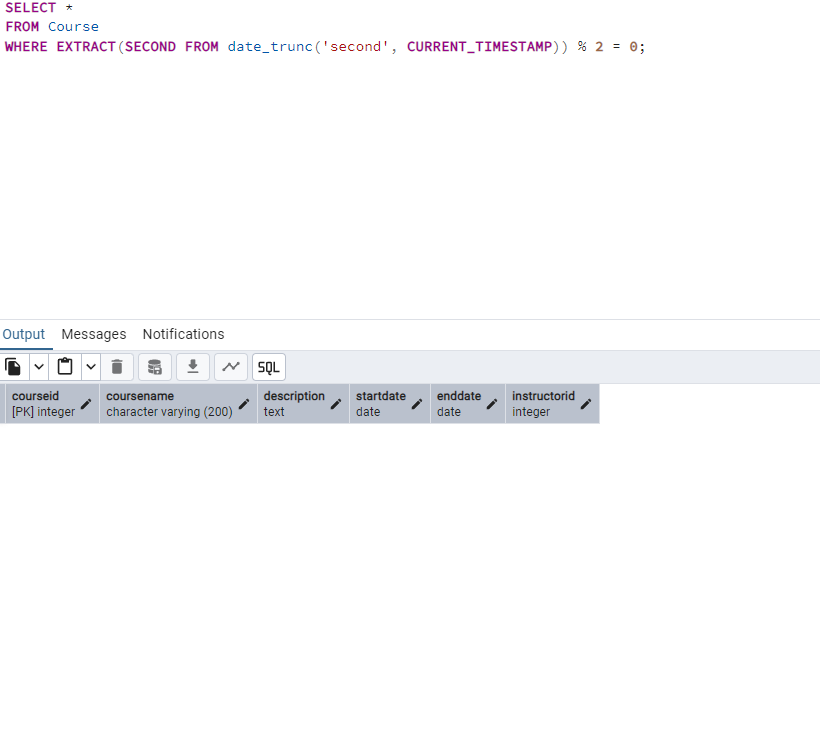 SELECT *
FROM Course
WHERE EXTRACT(SECOND FROM date_trunc('second', CURRENT_TIMESTAMP)) % 2 = 0;
Output Messages Notifications
SQL
courseid coursename description startdate enddate instructorid
[PK] integer character varying (200) text date date integer